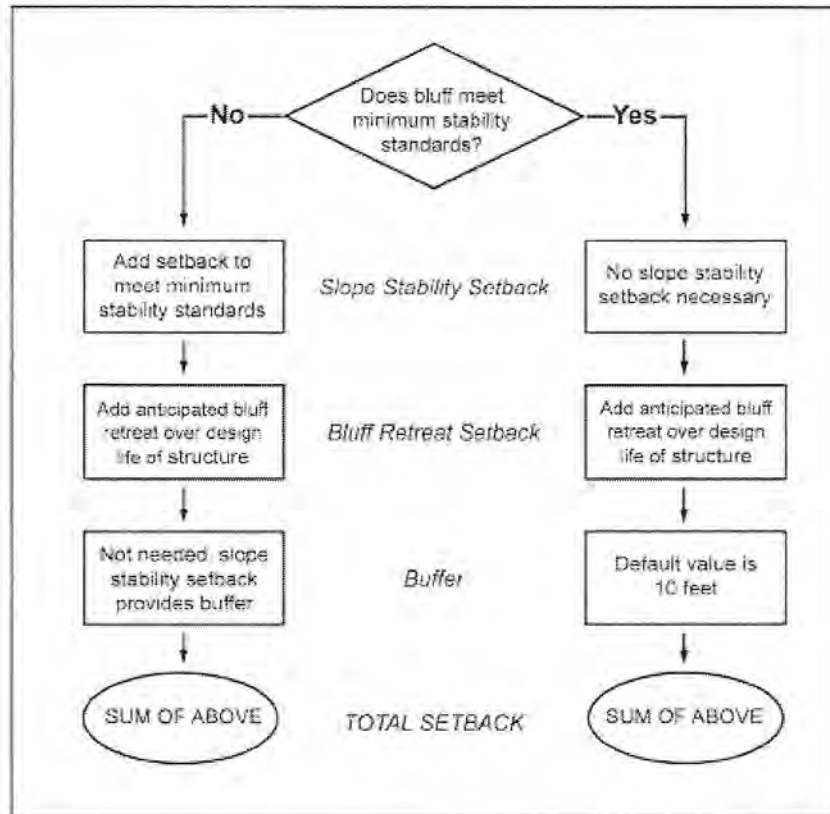 Does bluff meet
minimum stability
standards?
No
Yes
Add setback to
meet minimum
stability standards
Slope Stability Setback
No slope stability
setback necessary
Add anticipated bluff
retreat over design
life of structure
Bluff Retreat Setback
Add anticipated bluff
retreat over design
life of structure
Not needed, slope
stability setback
provides buffer
Buffer
Default value is
10 feet
SUM OF ABOVE
TOTAL SETBACK
SUM OF ABOVE